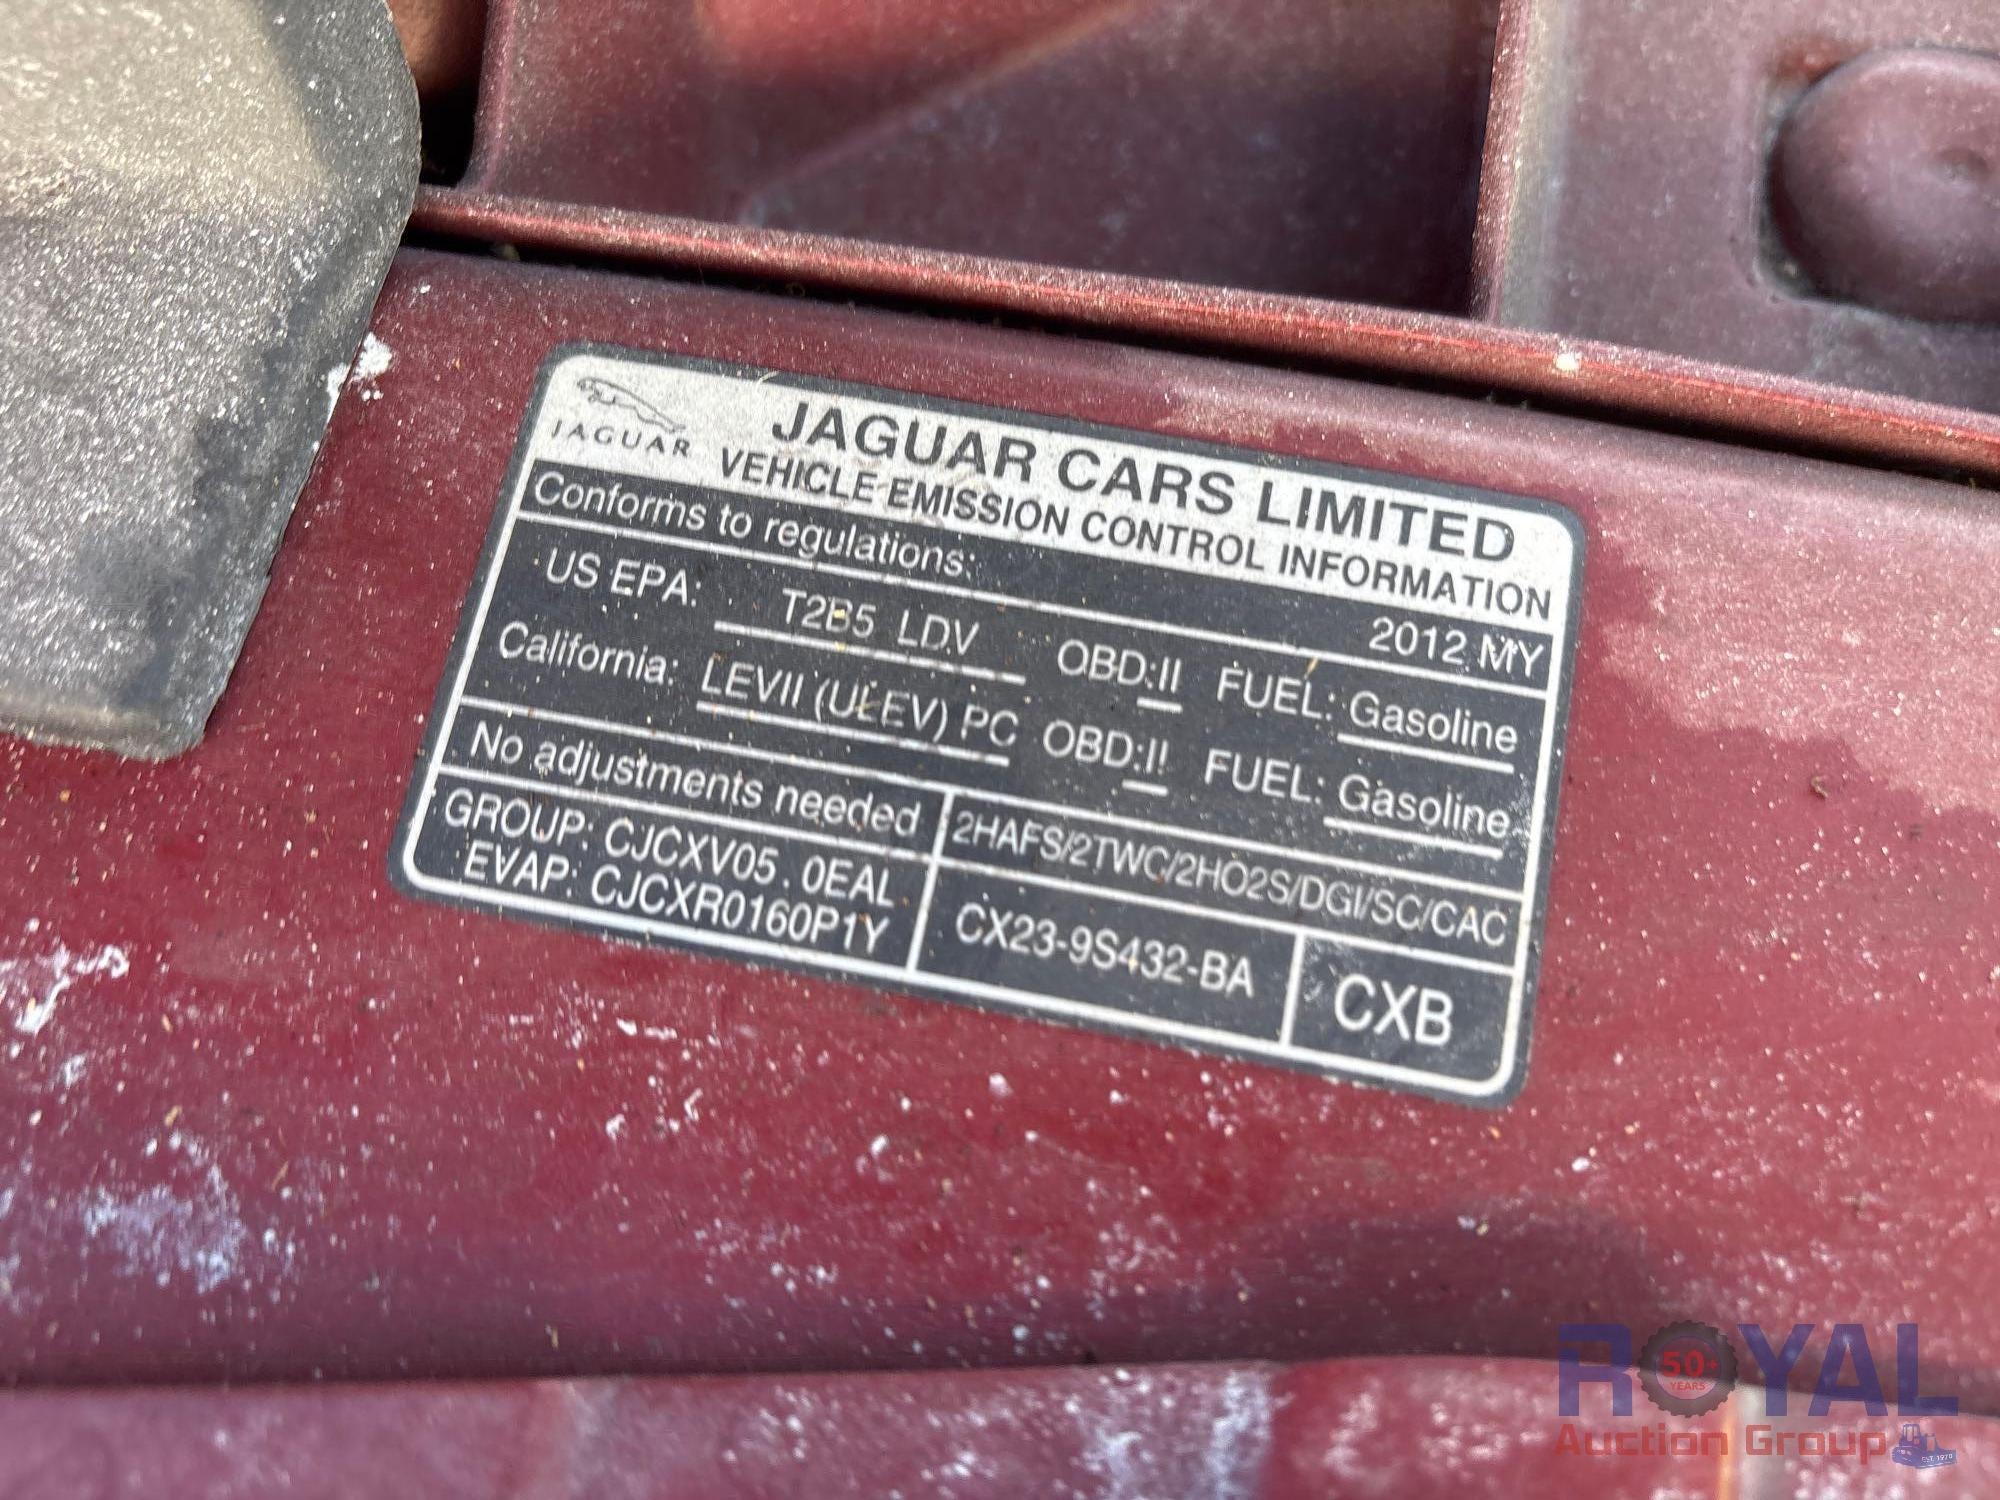 JAGUAR
JAGUAR CARS LIMITED
VEHICLE EMISSION CONTROL INFORMATION
Conforms to regulations:
2012 MY
US EPA: T2B5 LDV OBD:II FUEL: Gasoline
California: LEVII (ULEV) PC OBD:II FUEL: Gasoline
No adjustments needed
2HAFS/2TWC/2HO2S/DGI/SC/CAC
GROUP: CJCXV05.0EAL
EVAP: CJCXR0160P1Y
CX23-9S432-BA
CXB
ROYAL
50+
YEARS
Auction Group
EST. 1970